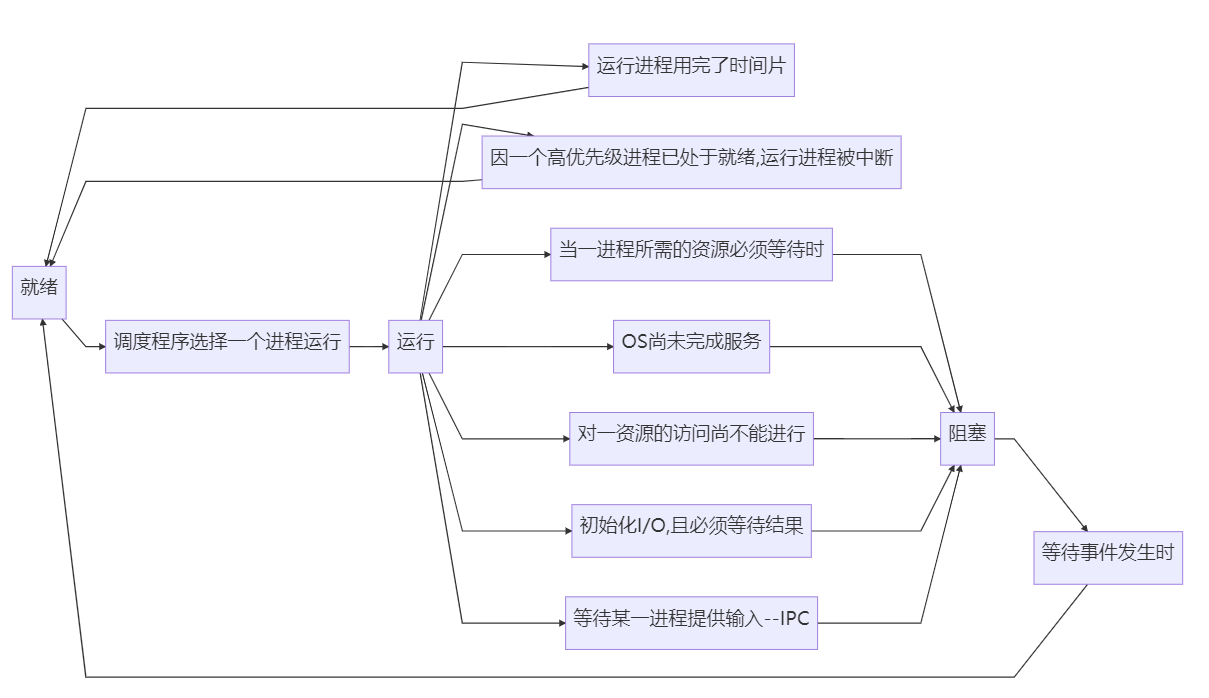 运行进程用完了时间片
因一个高优先级进程已处于就绪,运行进程被中断
当一进程所需的资源必须等待时
就绪
调度程序选择一个进程运行
运行
OS尚未完成服务
对一资源的访问尚不能进行
阻塞
初始化I/O,且必须等待结果
等待事件发生时
等待某一进程提供输入--IPC